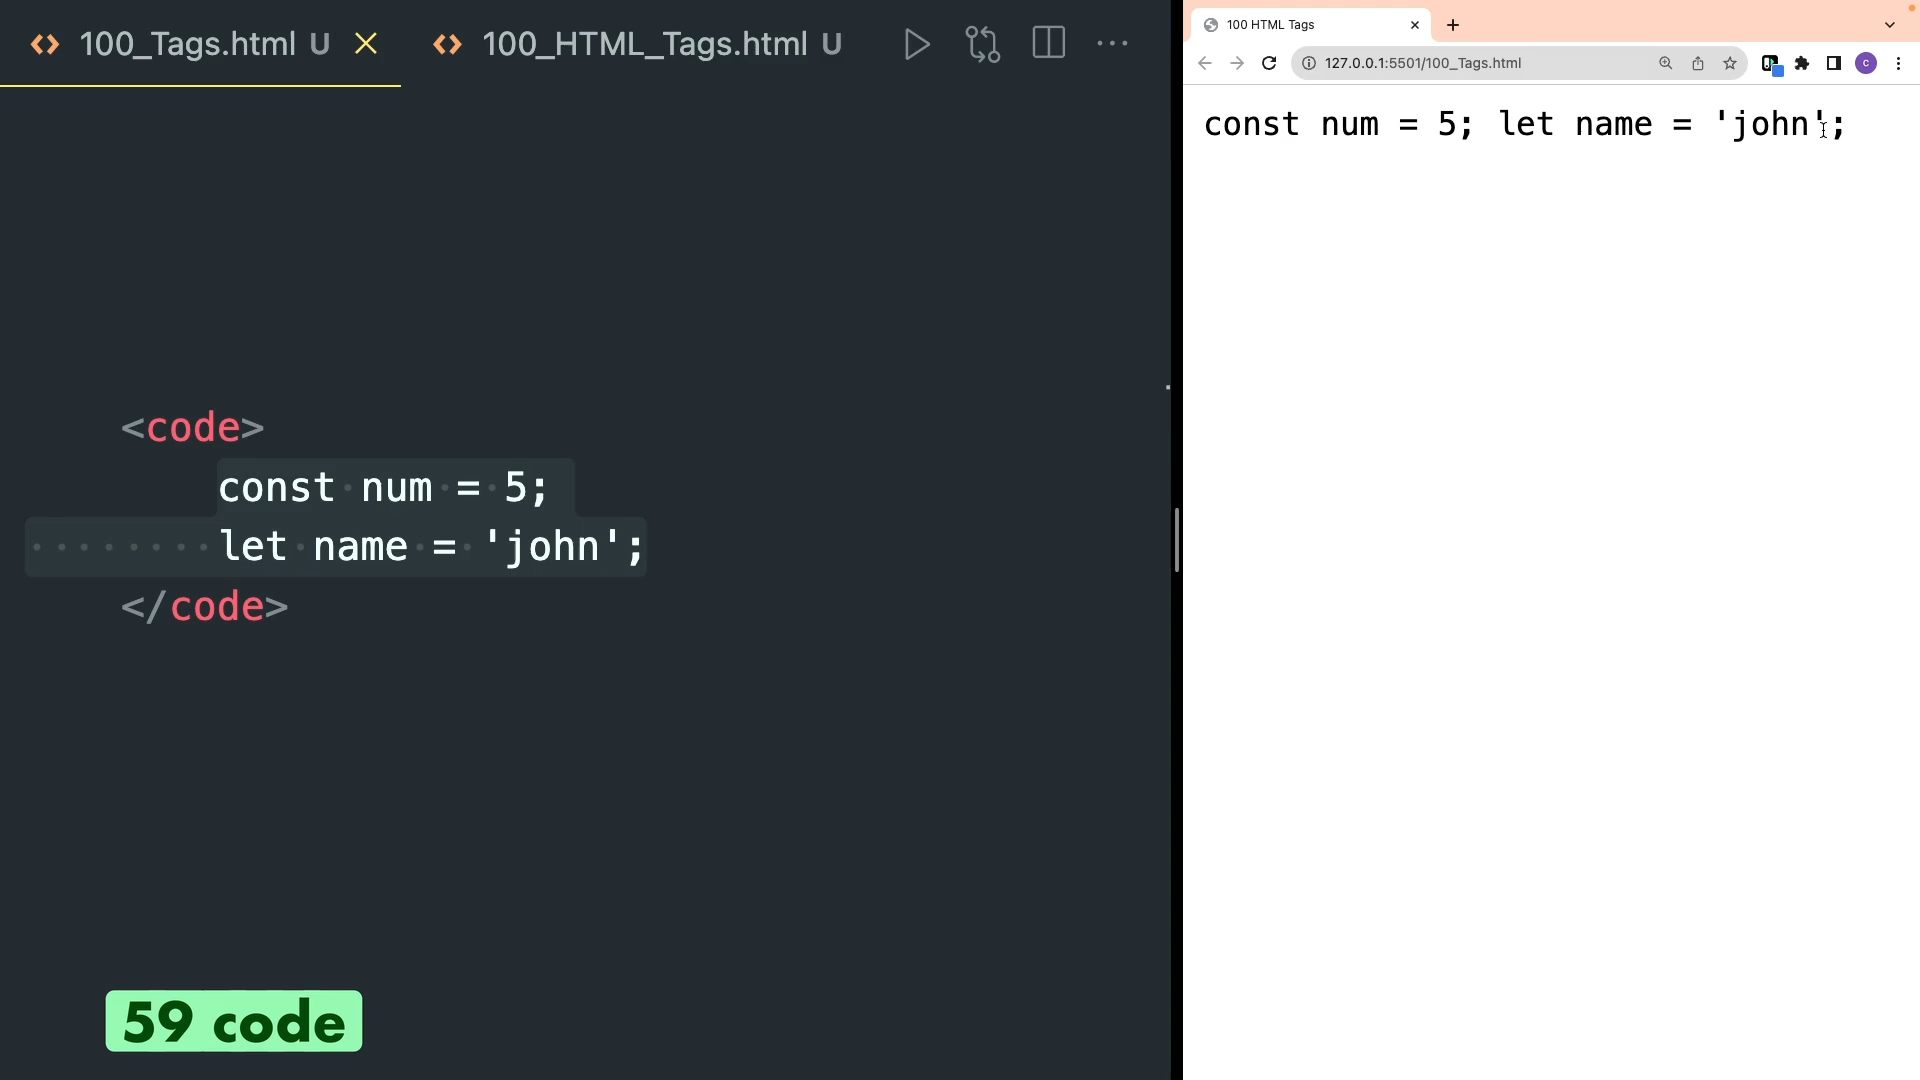 100_Tags.html U
100_HTML_Tags.html U
<code>
const num = 5;
let name = 'john';
</code>
59 code
100 HTML Tags
127.0.0.1:5501/100_Tags.html
c
const num = 5; let name = 'john';